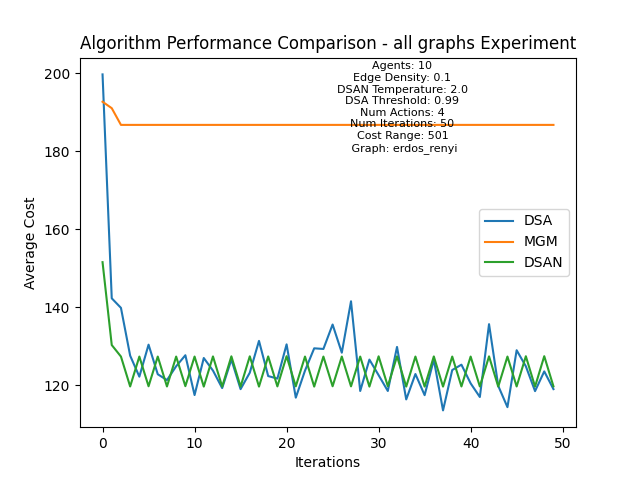 Algorithm Performance Comparison - all graphs Experiment
Agents: 10
Edge Density: 0.1
DSAN Temperature: 2.0
DSA Threshold: 0.99
Num Actions: 4
Num Iterations: 50
Cost Range: 501
Graph: erdos_renyi
200
180
160
140
120
Average Cost
DSA
MGM
DSAN
0
10
20
30
40
50
Iterations